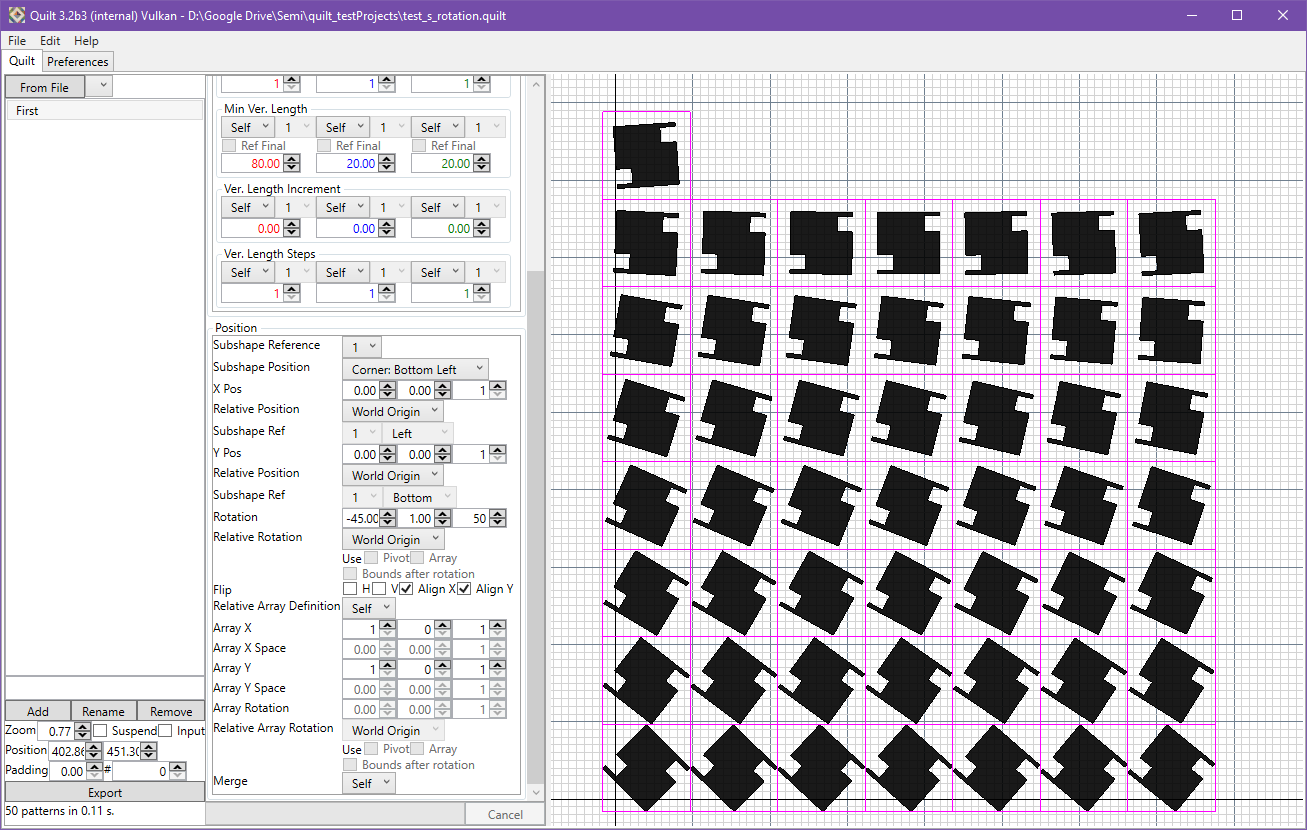 Quilt 3.2b3 (internal) Vulkan - D:\Google Drive\Semi\quilt_testProjects\test_s_rotation.quilt
File Edit Help
Quilt Preferences
From File
First
Add Rename Remove
Zoom 0.77 Suspend Input
Position 402.86 451.30
Padding 0.00 # 0
Export
50 patterns in 0.11 s.
1 1 1
Min Ver. Length
Self 1 Self 1 Self 1
Ref Final Ref Final Ref Final
80.00 20.00 20.00
Ver. Length Increment
Self 1 Self 1 Self 1
0.00 0.00 0.00
Ver. Length Steps
Self 1 Self 1 Self 1
1 1 1
Position
Subshape Reference 1
Subshape Position Corner: Bottom Left
X Pos 0.00 0.00 1
Relative Position World Origin
Subshape Ref 1 Left
Y Pos 0.00 0.00 1
Relative Position World Origin
Subshape Ref 1 Bottom
Rotation -45.00 1.00 50
Relative Rotation World Origin
Use Pivot Array
Bounds after rotation
Flip H V Align X Align Y
Relative Array Definition Self
Array X 1 0 1
Array X Space 0.00 0.00 1
Array Y 1 0 1
Array Y Space 0.00 0.00 1
Array Rotation 0.00 0.00 1
Relative Array Rotation World Origin
Use Pivot Array
Bounds after rotation
Merge Self
Cancel